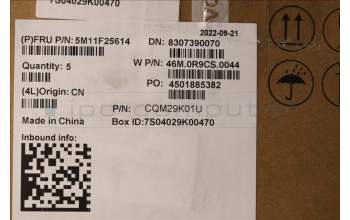 7S04029K00470
2022-09-21
(P)FRU P/N: 5M11F25614 DN: 8307390070
Quantity: 5 W P/N: 46M.0R9CS.0044
PO: 4501885382
(4L)Origin: CN
P/N: CQM29K01U
Made in China Box ID:7S04029K00470
Inbound info: